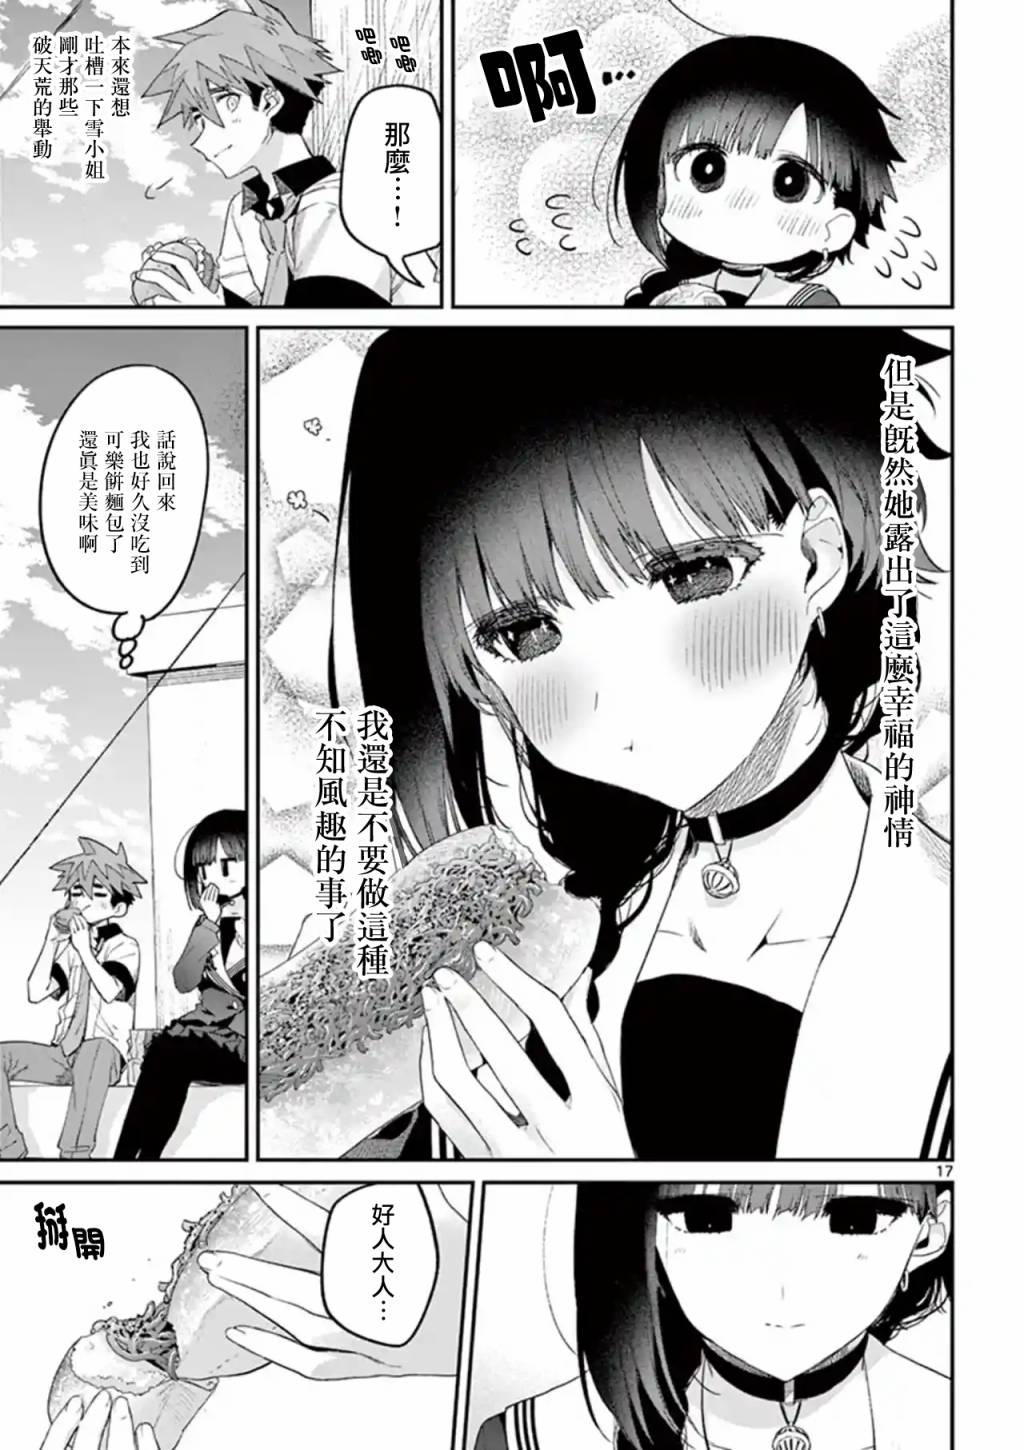 啊…
吧唧
吧唧
那麼…！
本來還想
吐槽一下雪小姐
剛才那些
破天荒的舉動
但是既然她露出了這麼幸福的神情
我還是不要做這種
不知風趣的事了
話說回來
我也好久沒吃到
可樂餅麵包了
還真是美味啊
17
好人大人…
掰開